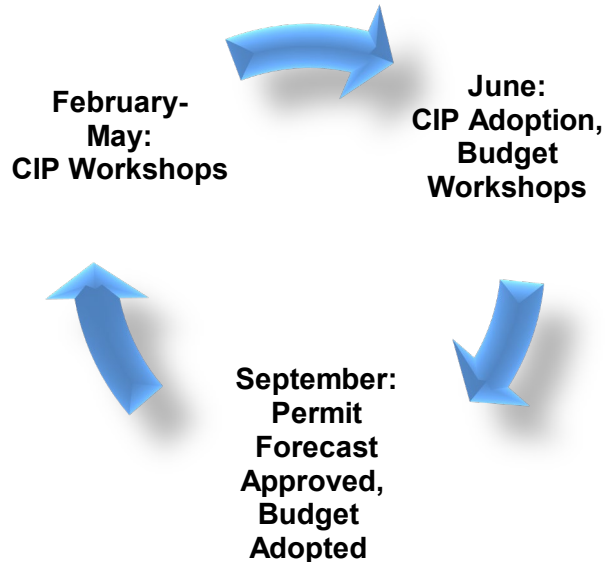 February-
May:
CIP Workshops
June:
CIP Adoption,
Budget
Workshops
September:
Permit
Forecast
Approved,
Budget
Adopted